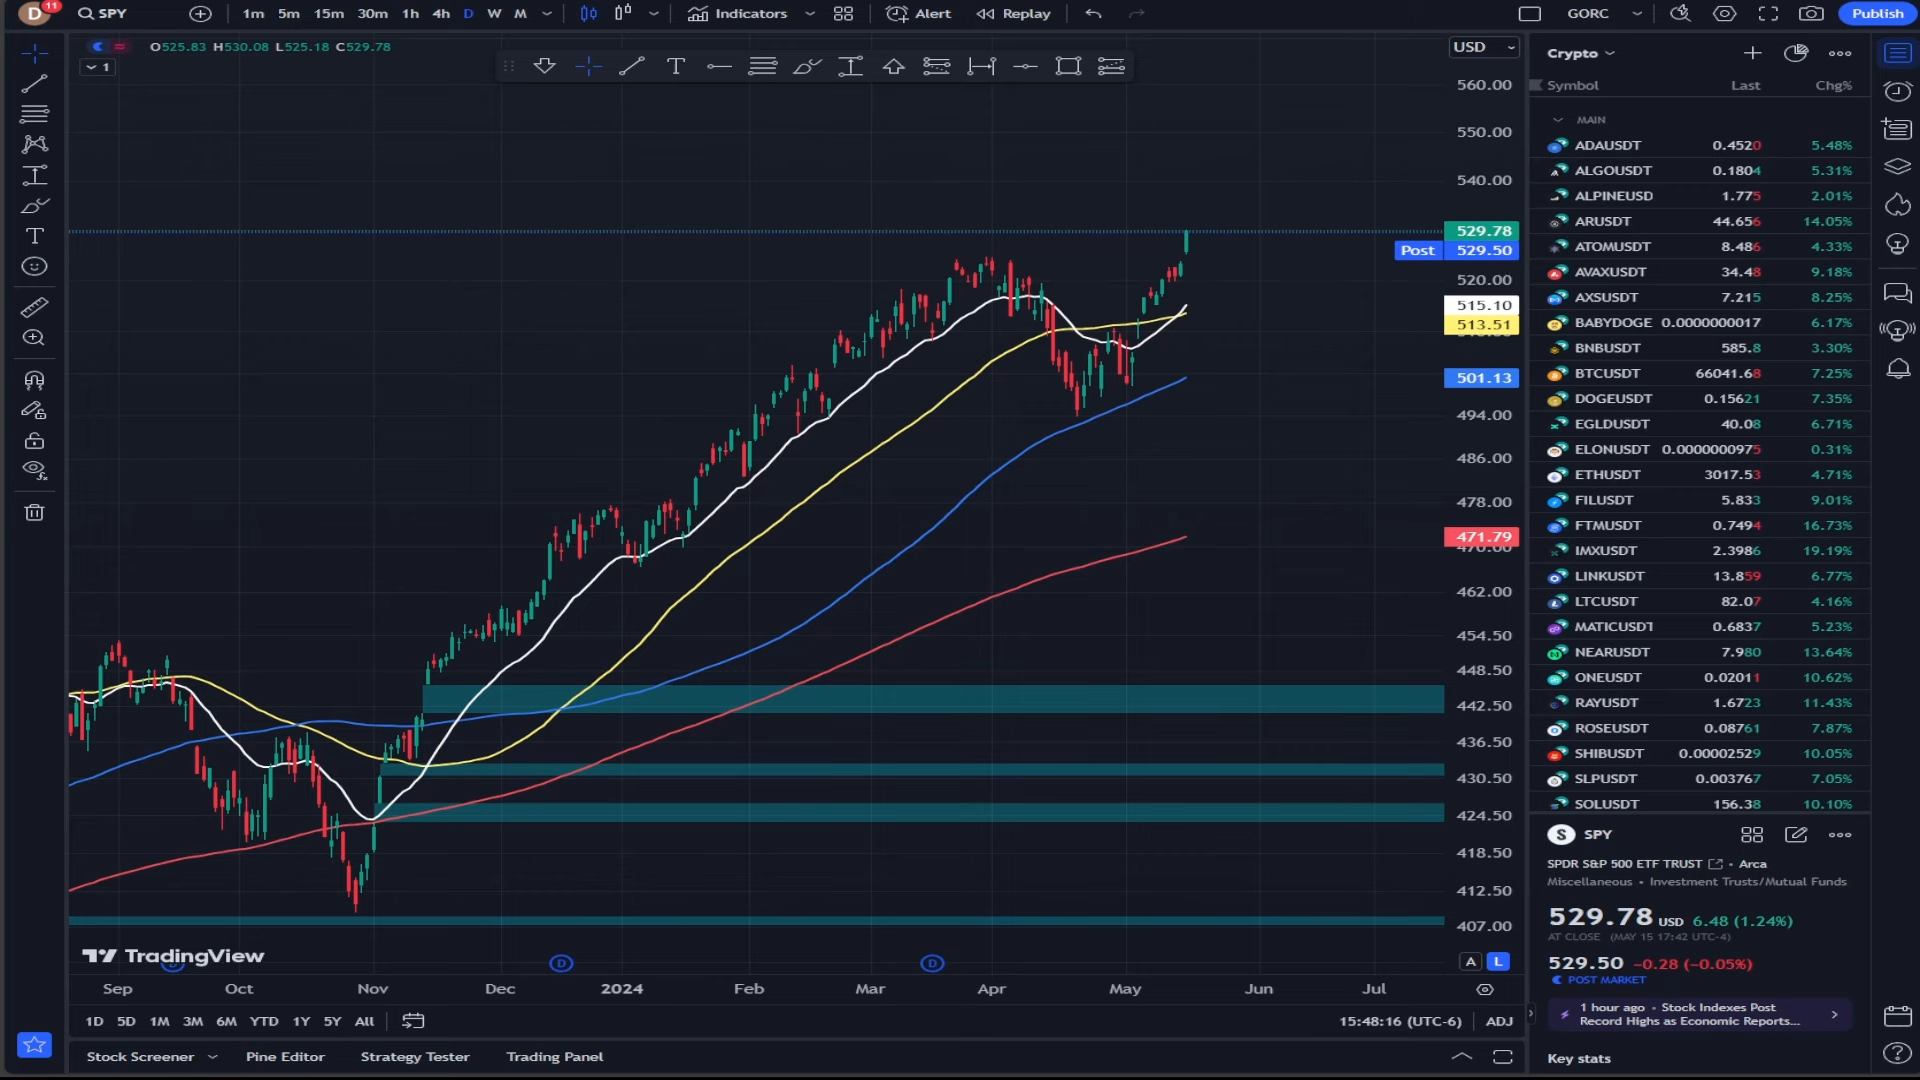 D 11 SPY 1m 5m 15m 30m 1h 4h D W M Indicators Alert Replay GORC Publish
O525.83 H530.08 L525.18 C529.78
1
USD
560.00
550.00
540.00
529.78
Post 529.50
520.00
515.10
513.51
501.13
494.00
486.00
478.00
471.79
470.00
462.00
454.50
448.50
442.50
436.50
430.50
424.50
418.50
412.50
407.00
TradingView
D D
A L
Sep Oct Nov Dec 2024 Feb Mar Apr May Jun Jul
1D 5D 1M 3M 6M YTD 1Y 5Y All
15:48:16 (UTC-6) ADJ
Stock Screener Pine Editor Strategy Tester Trading Panel
Crypto
Symbol Last Chg%
MAIN
ADAUSDT 0.4520 5.48%
ALGOUSDT 0.1804 5.31%
ALPINEUSD 1.775 2.01%
ARUSDT 44.656 14.05%
ATOMUSDT 8.486 4.33%
AVAXUSDT 34.48 9.18%
AXSUSDT 7.215 8.25%
BABYDOGE 0.0000000017 6.17%
BNBUSDT 585.8 3.30%
BTCUSDT 66041.68 7.25%
DOGEUSDT 0.15621 7.35%
EGLDUSDT 40.08 6.71%
ELONUSDT 0.0000000975 0.31%
ETHUSDT 3017.53 4.71%
FILUSDT 5.833 9.01%
FTMUSDT 0.7494 16.73%
IMXUSDT 2.3986 19.19%
LINKUSDT 13.859 6.77%
LTCUSDT 82.07 4.16%
MATICUSDT 0.6837 5.23%
NEARUSDT 7.980 13.64%
ONEUSDT 0.02011 10.62%
RAYUSDT 1.6723 11.43%
ROSEUSDT 0.08761 7.87%
SHIBUSDT 0.00002529 10.05%
SLPUSDT 0.003767 7.05%
SOLUSDT 156.38 10.10%
S SPY
SPDR S&P 500 ETF TRUST • Arca
Miscellaneous • Investment Trusts/Mutual Funds
529.78 USD 6.48 (1.24%)
AT CLOSE (MAY 15 17:42 UTC-4)
529.50 −0.28 (−0.05%)
POST MARKET
1 hour ago • Stock Indexes Post
Record Highs as Economic Reports...
Key stats